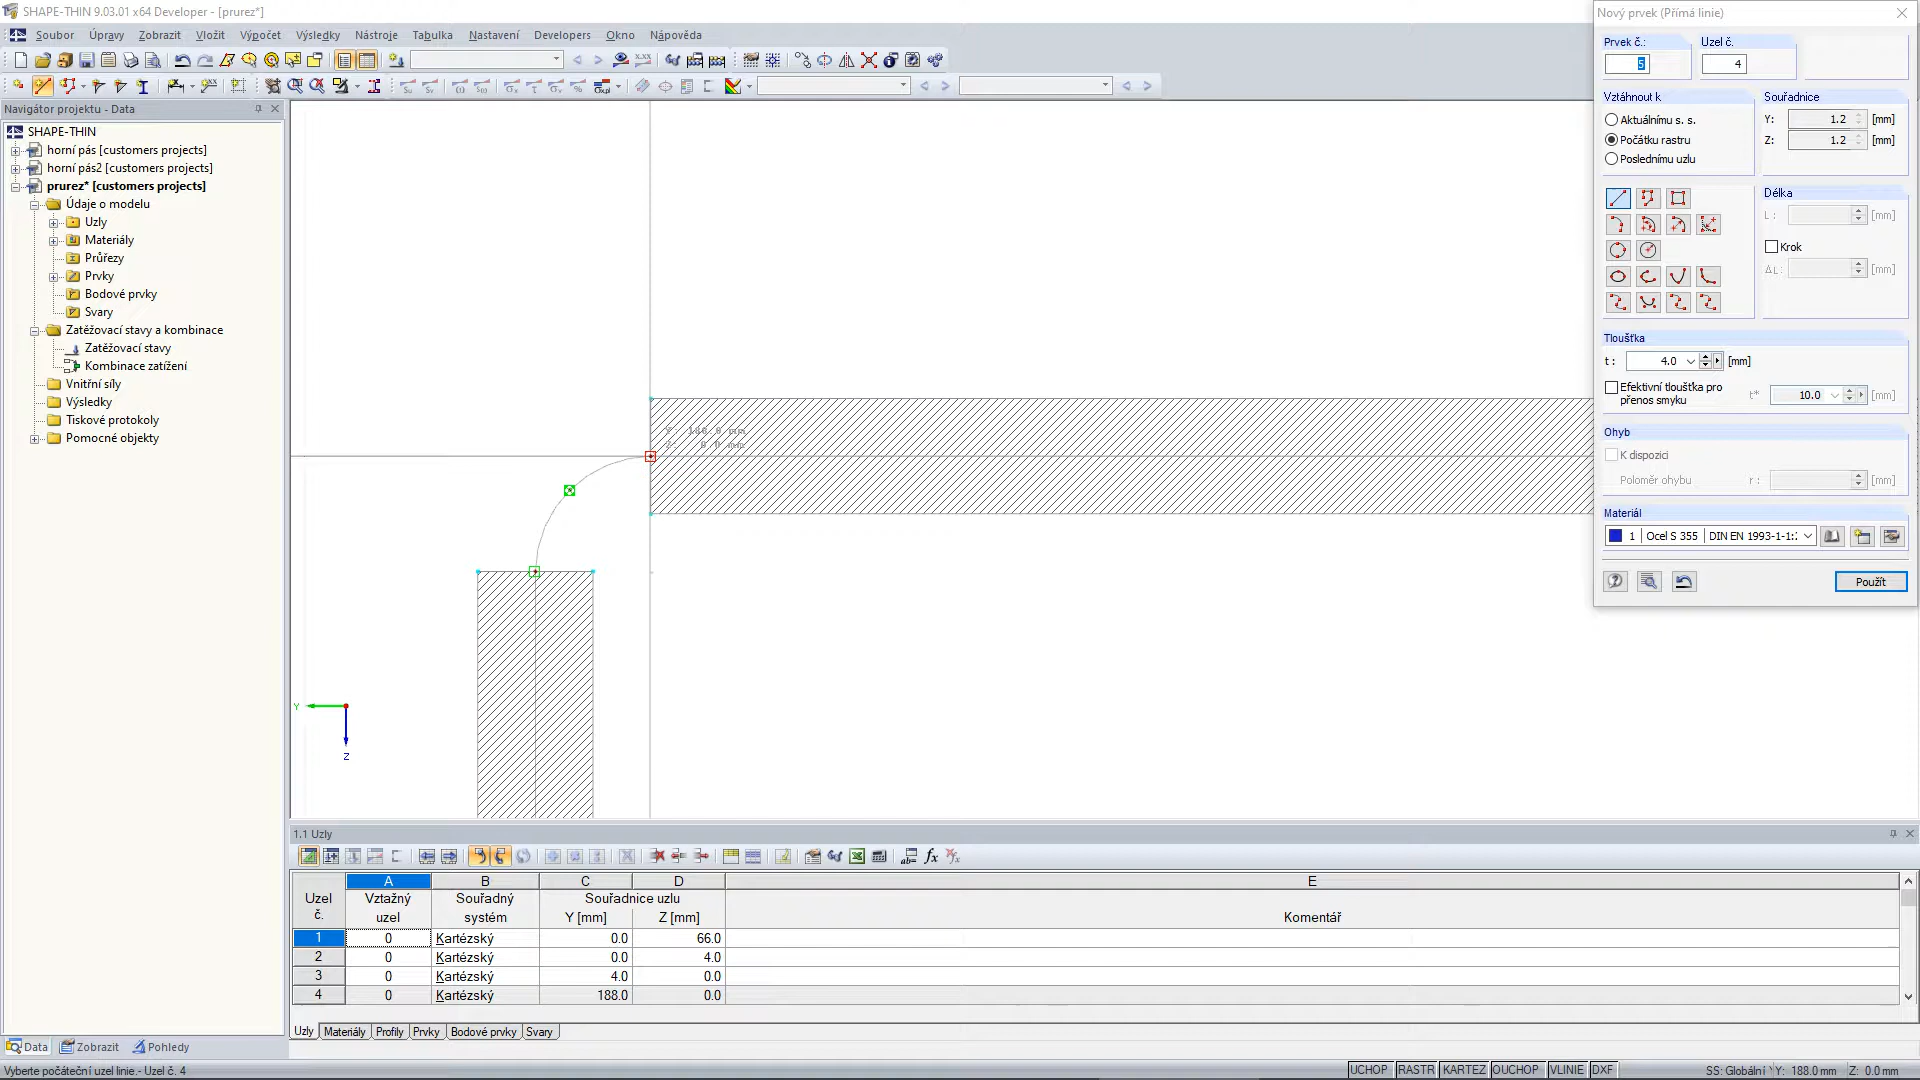 SHAPE-THIN 9.03.01 x64 Developer - [prurez*]
Soubor Úpravy Zobrazit Vložit Výpočet Výsledky Nástroje Tabulka Nastavení Developers Okno Nápověda
Navigátor projektu - Data
SHAPE-THIN
horní pás [customers projects]
horní pás2 [customers projects]
prurez* [customers projects]
Údaje o modelu
Uzly
Materiály
Průřezy
Prvky
Bodové prvky
Svary
Zatěžovací stavy a kombinace
Zatěžovací stavy
Kombinace zatížení
Vnitřní síly
Výsledky
Tiskové protokoly
Pomocné objekty
Data Zobrazit Pohledy
Y
Z
Nový prvek (Přímá linie)
Prvek č.: Uzel č.
5 4
Vztáhnout k Souřadnice
Aktuálnímu s. s. Y: 1.2 [mm]
Počátku rastru Z: 1.2 [mm]
Poslednímu uzlu
Délka
L : [mm]
Krok
ΔL: [mm]
Tloušťka
t : 4.0 [mm]
Efektivní tloušťka pro
přenos smyku t* 10.0 [mm]
Ohyb
K dispozici
Poloměr ohybu r : [mm]
Materiál
1 Ocel S 355 DIN EN 1993-1-1:
Použít
1.1 Uzly
A B C D E
Uzel Vztažný Souřadný Souřadnice uzlu
č. uzel systém Y [mm] Z [mm] Komentář
1 0 Kartézský 0.0 66.0
2 0 Kartézský 0.0 4.0
3 0 Kartézský 4.0 0.0
4 0 Kartézský 188.0 0.0
Uzly Materiály Profily Prvky Bodové prvky Svary
Vyberte počáteční uzel linie.- Uzel č. 4
UCHOP RASTR KARTEZ OUCHOP VLINIE DXF SS: Globální Y: 188.0 mm Z: 0.0 mm